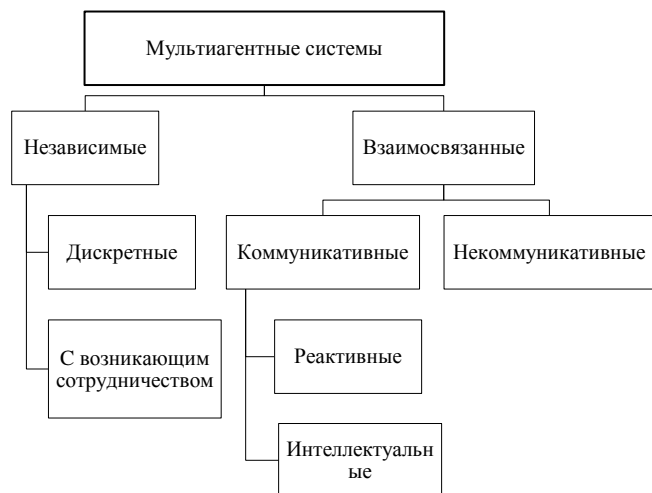 Мультиагентные системы
Независимые
Взаимосвязанные
Дискретные
Коммуникативные
Некоммуникативные
С возникающим
сотрудничеством
Реактивные
Интеллектуальн
ые